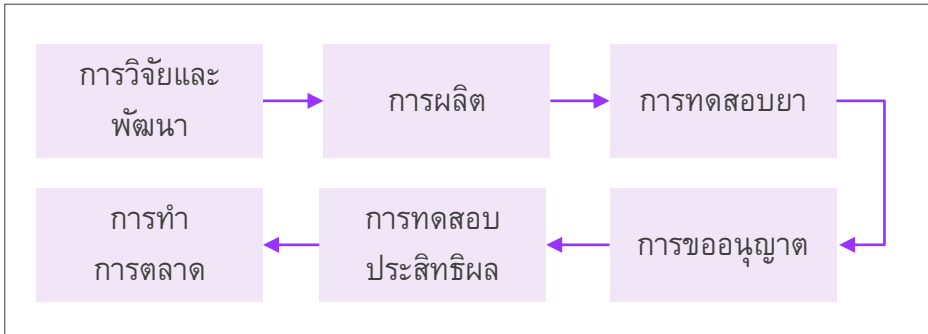 การวิจัยและ
พัฒนา
การผลิต
การทดสอบยา
การขออนุญาต
การทดสอบ
ประสิทธิผล
การทำ
การตลาด